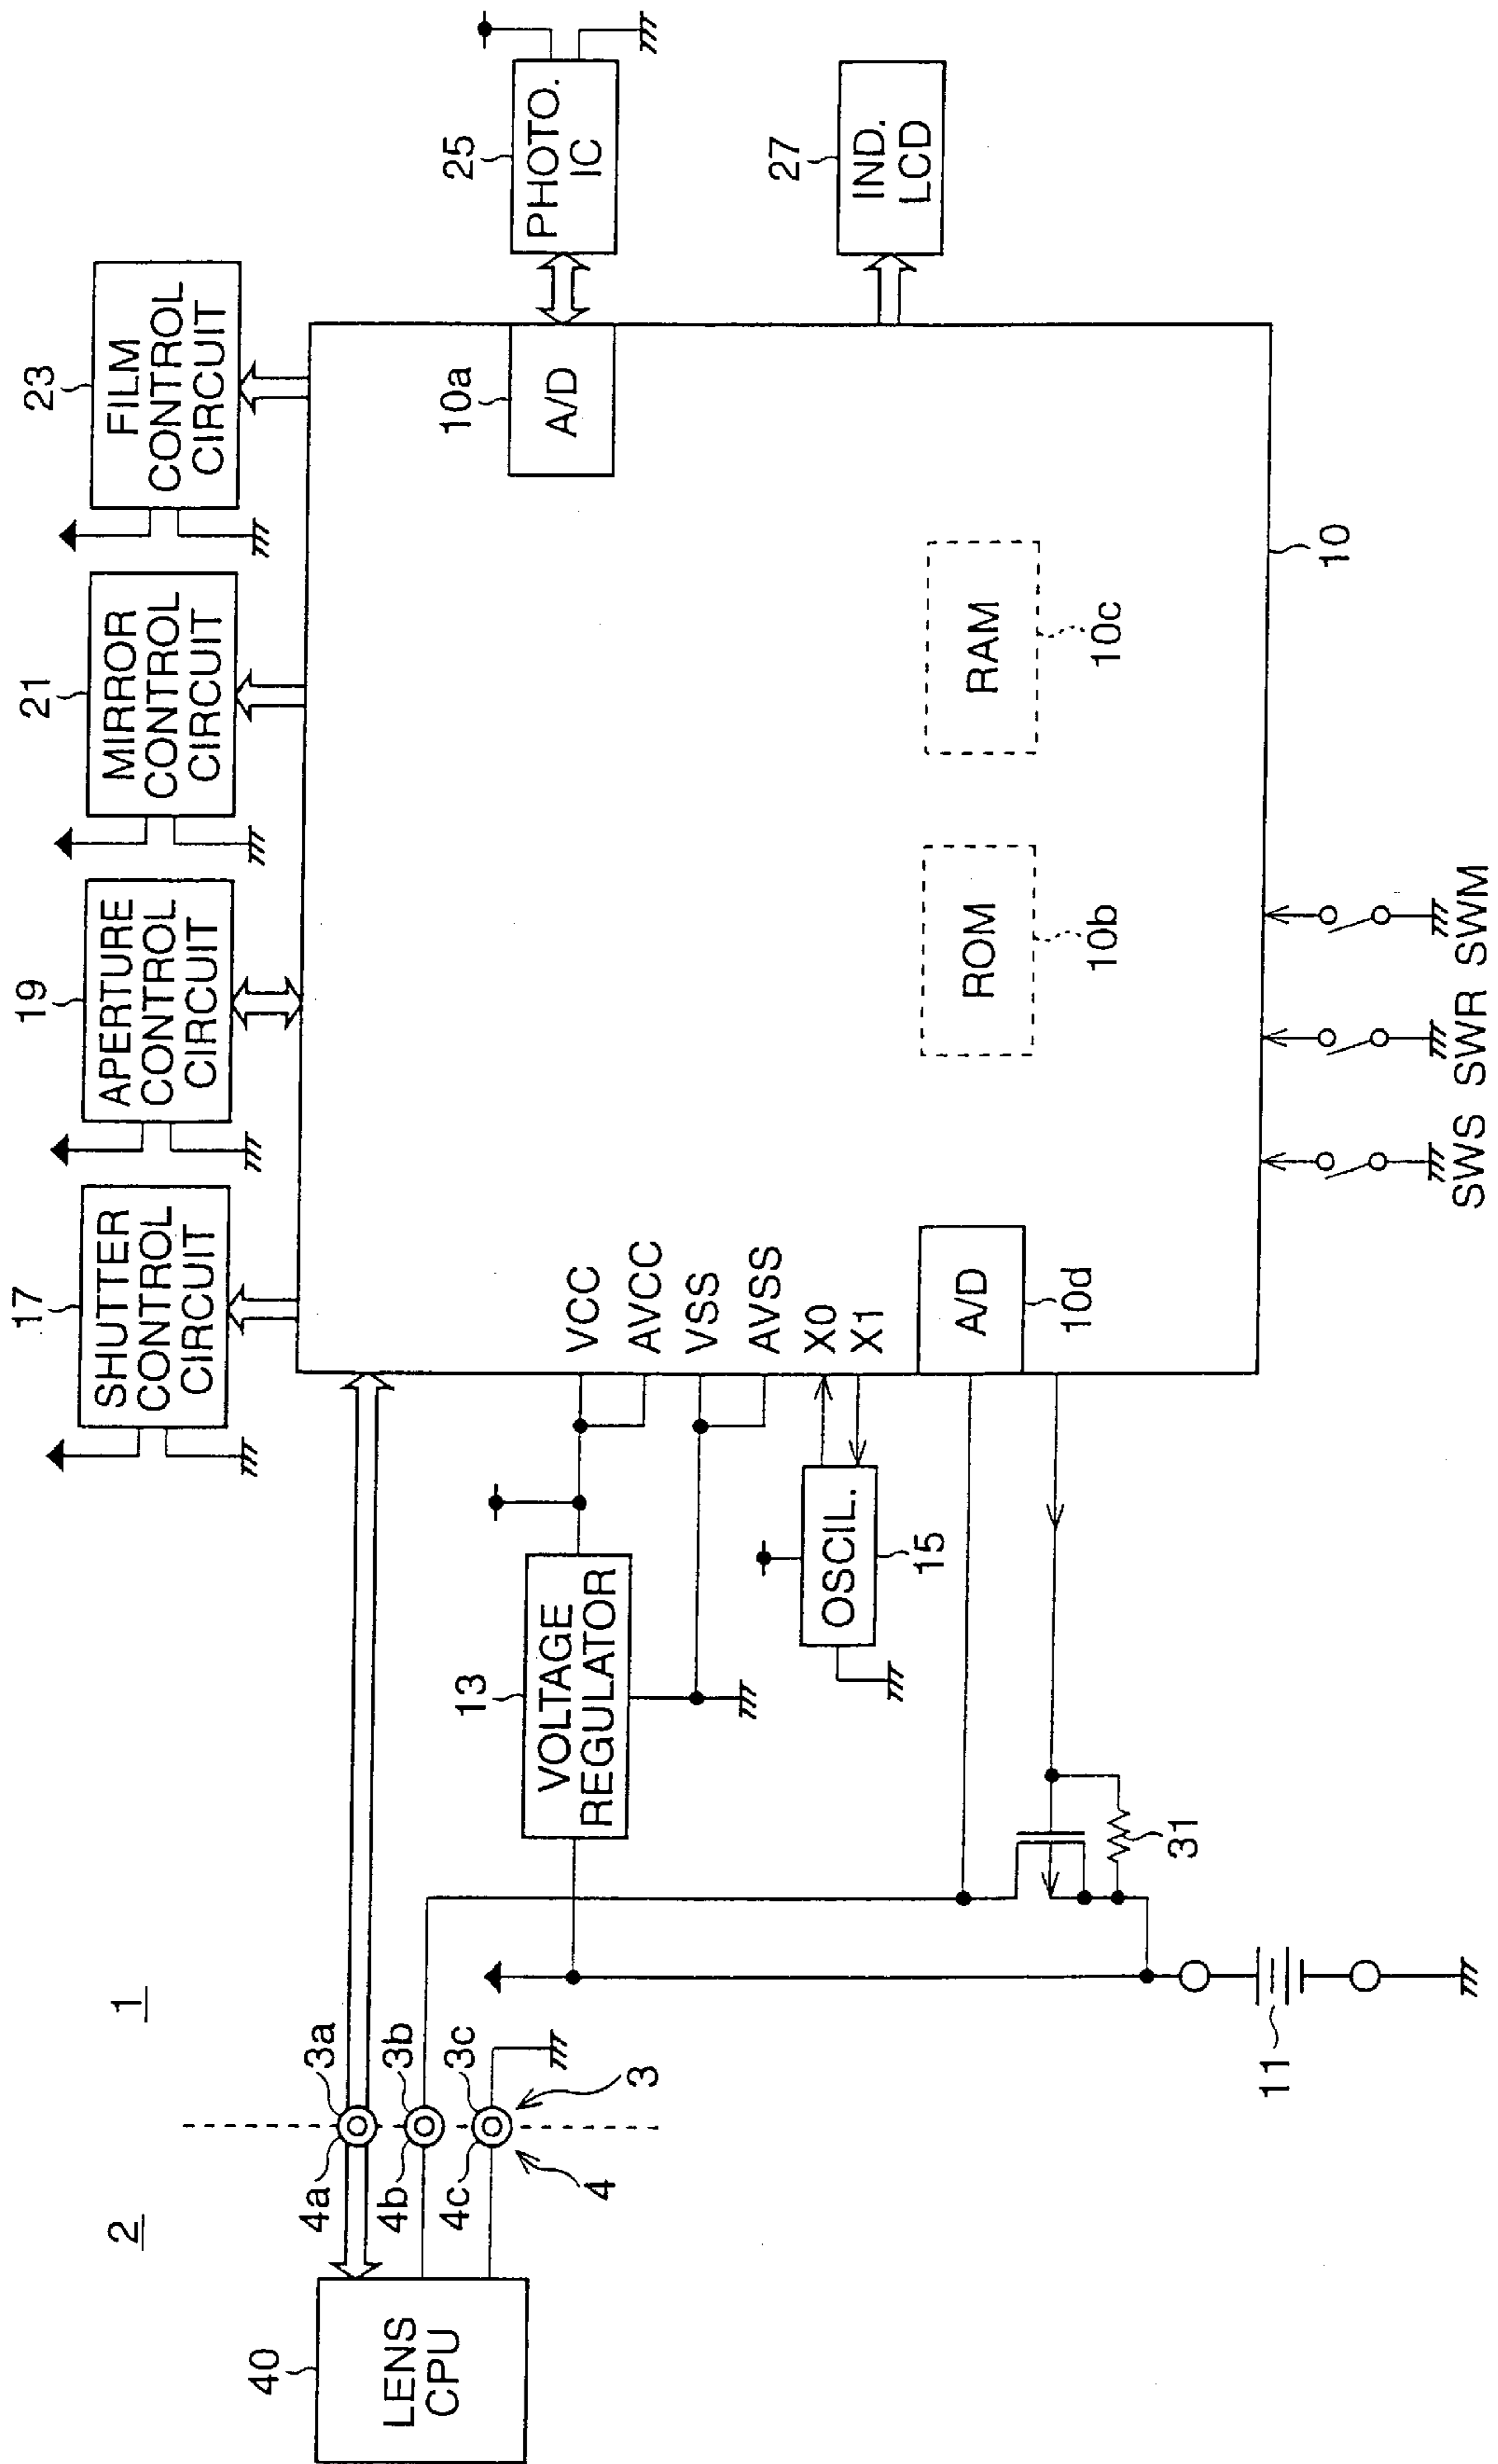 2
1
17
19
21
23
SHUTTER
CONTROL
CIRCUIT
APERTURE
CONTROL
CIRCUIT
MIRROR
CONTROL
CIRCUIT
FILM
CONTROL
CIRCUIT
40
LENS
CPU
4a
3a
4b
3b
4c
3c
4
3
13
VOLTAGE
REGULATOR
VCC
AVCC
VSS
AVSS
X0
X1
OSCIL.
15
A/D
10d
10a
A/D
25
PHOTO.
IC
27
IND.
LCD
ROM
10b
RAM
10c
10
31
11
SWS SWR SWM